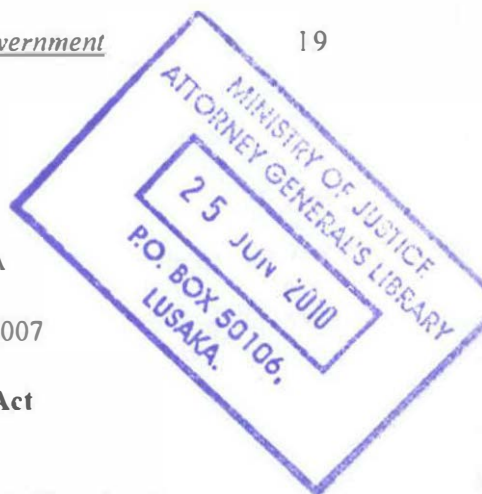 vernment 19
MINISTRY OF JUSTICE
ATTORNEY GENERAL'S LIBRARY
25 JUN 2010
P.O. BOX 50106,
LUSAKA.
A
007
Act